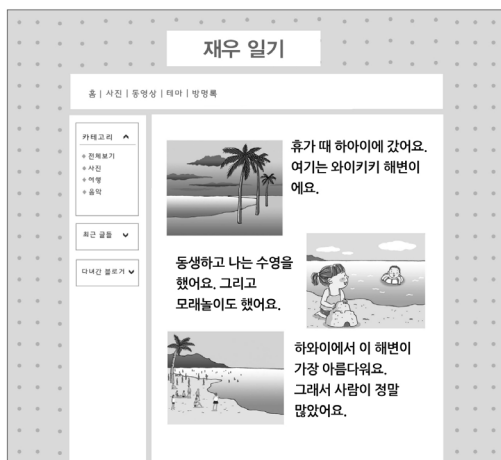 재우 일기
홈 | 사진 | 동영상 | 테마 | 방명록
카테고리
전체보기
사진
여행
음악
최근 글들
다녀간 블로거
휴가 때 하아이에 갔어요.
여기는 와이키키 해변이
에요.
동생하고 나는 수영을
했어요. 그리고
모래놀이도 했어요.
하와이에서 이 해변이
가장 아름다워요.
그래서 사람이 정말
많았어요.